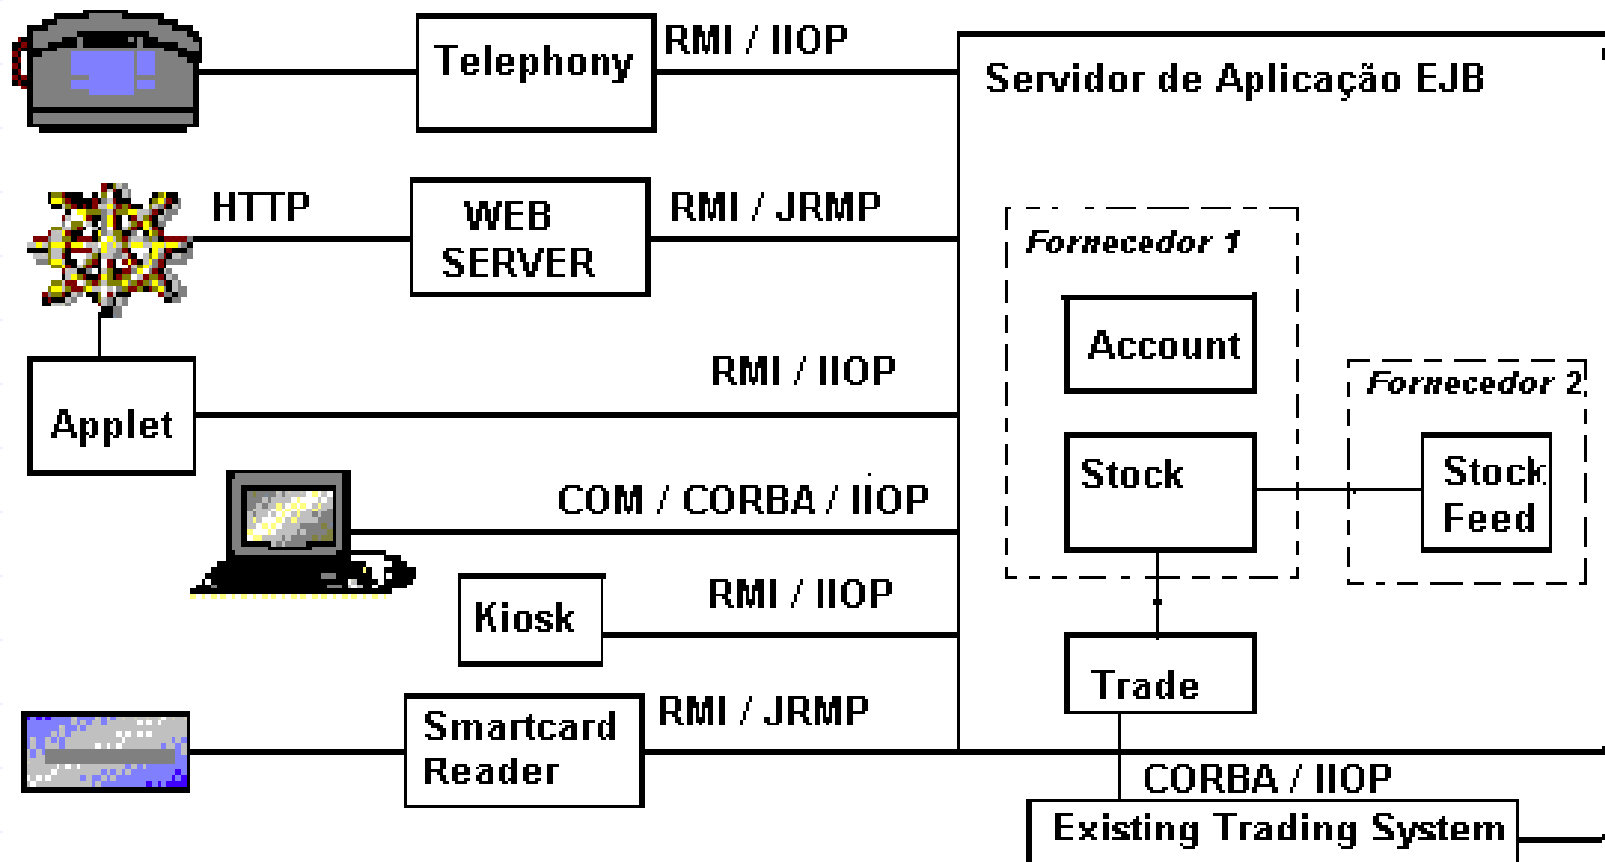 Telephony
RMI / IIOP
Servidor de Aplicação EJB
HTTP
WEB
SERVER
RMI / JRMP
Fornecedor 1
Account
RMI / IIOP
Applet
Fornecedor 2
Stock
Stock
Feed
COM / CORBA / IIOP
Kiosk
RMI / IIOP
Trade
Smartcard
Reader
RMI / JRMP
CORBA / IIOP
Existing Trading System